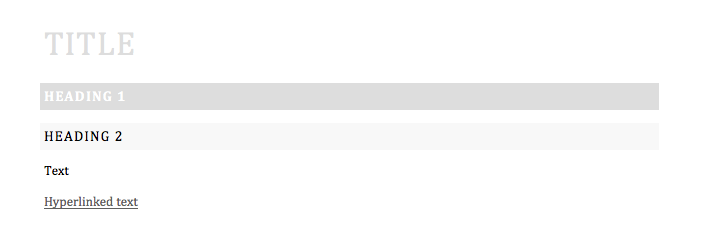 TITLE
HEADING 1
HEADING 2
Text
Hyperlinked text